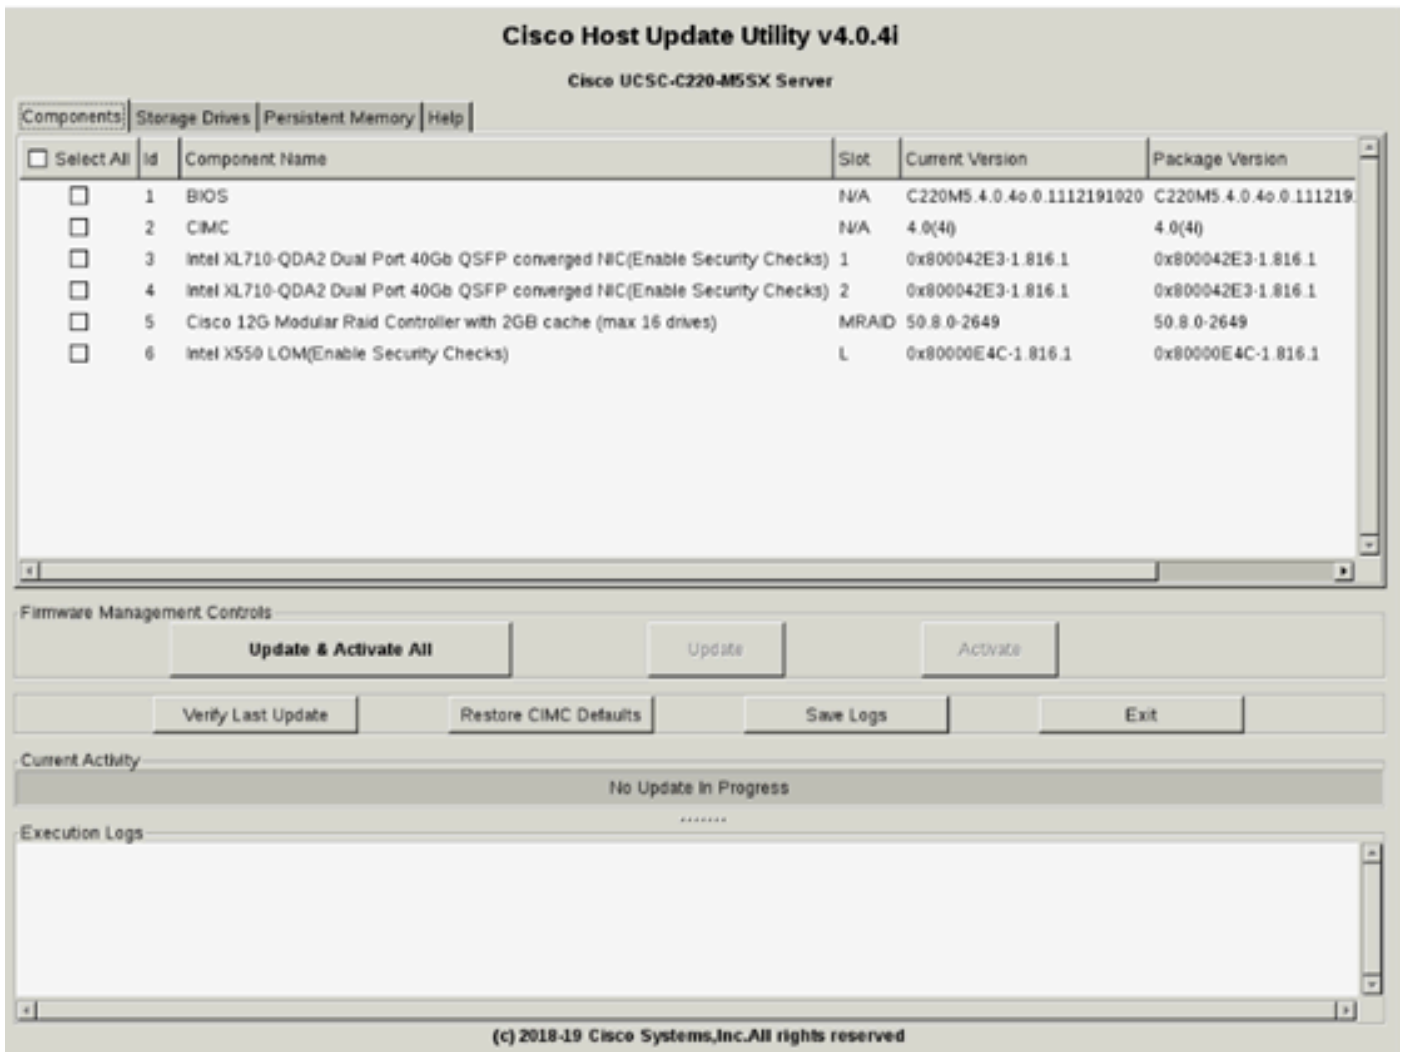 Cisco Host Update Utility v4.0.4i
Cisco UCSC-C220-M5SX Server
Components Storage Drives Persistent Memory Help
Select All Id Component Name Slot Current Version Package Version
1 BIOS N/A C220M5.4.0.4o.0.1112191020 C220M5.4.0.4o.0.111219.
2 CIMC N/A 4.0(4i) 4.0(4i)
3 Intel XL710-QDA2 Dual Port 40Gb QSFP converged NIC(Enable Security Checks) 1 0x800042E3-1.816.1 0x800042E3-1.816.1
4 Intel XL710-QDA2 Dual Port 40Gb QSFP converged NIC(Enable Security Checks) 2 0x800042E3-1.816.1 0x800042E3-1.816.1
5 Cisco 12G Modular Raid Controller with 2GB cache (max 16 drives) MRAID 50.8.0-2649 50.8.0-2649
6 Intel X550 LOM(Enable Security Checks) L 0x80000E4C-1.816.1 0x80000E4C-1.816.1
Firmware Management Controls
Update & Activate All Update Activate
Verify Last Update Restore CIMC Defaults Save Logs Exit
Current Activity
No Update In Progress
Execution Logs
(c) 2018-19 Cisco Systems,Inc.All rights reserved